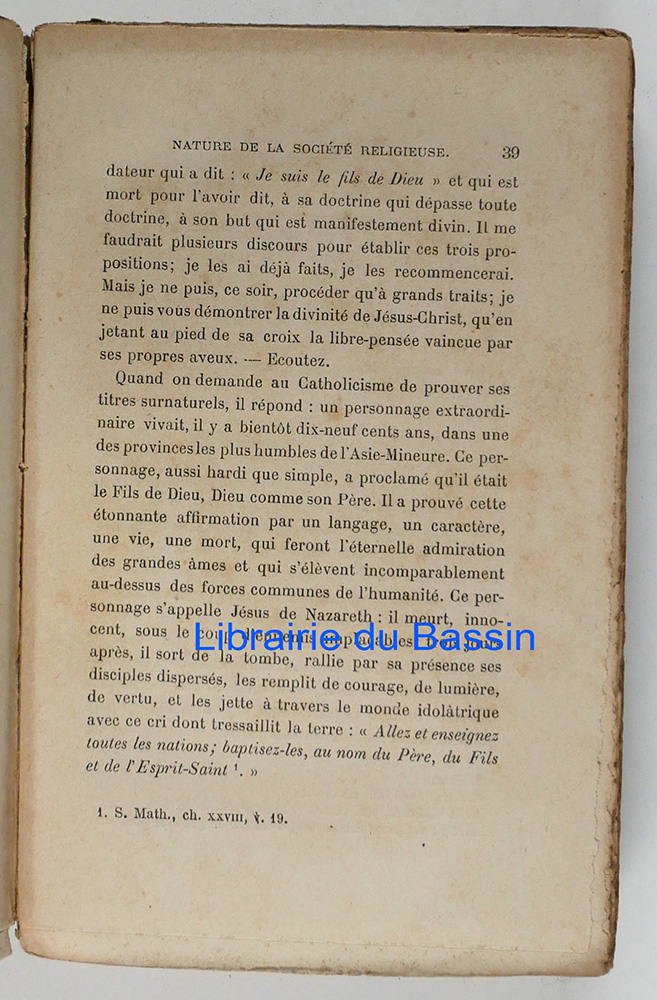 NATURE DE LA SOCIÉTÉ RELIGIEUSE. 39
dateur qui a dit : « Je suis le fils de Dieu » et qui est
mort pour l'avoir dit, à sa doctrine qui dépasse toute
doctrine, à son but qui est manifestement divin. Il me
faudrait plusieurs discours pour établir ces trois pro-
positions; je les ai déjà faits, je les recommencerai.
Mais je ne puis, ce soir, procéder qu'à grands traits; je
ne puis vous démontrer la divinité de Jésus-Christ, qu'en
jetant au pied de sa croix la libre-pensée vaincue par
ses propres aveux. — Ecoutez.
Quand on demande au Catholicisme de prouver ses
titres surnaturels, il répond : un personnage extraordi-
naire vivait, il y a bientôt dix-neuf cents ans, dans une
des provinces les plus humbles de l'Asie-Mineure. Ce per-
sonnage, aussi hardi que simple, a proclamé qu'il était
le Fils de Dieu, Dieu comme son Père. Il a prouvé cette
étonnante affirmation par un langage, un caractère,
une vie, une mort, qui feront l'éternelle admiration
des grandes âmes et qui s'élèvent incomparablement
au-dessus des forces communes de l'humanité. Ce per-
sonnage s'appelle Jésus de Nazareth : il meurt, inno-
cent, sous le coup d'ennemis implacables; trois jours
Librairie du Bassin
après, il sort de la tombe, rallie par sa présence ses
disciples dispersés, les remplit de courage, de lumière,
de vertu, et les jette à travers le monde idolâtrique
avec ce cri dont tressaillit la terre : « Allez et enseignez
toutes les nations; baptisez-les, au nom du Père, du Fils
et de l'Esprit-Saint ¹. »
1. S. Math., ch. XXVIII, ℣. 19.